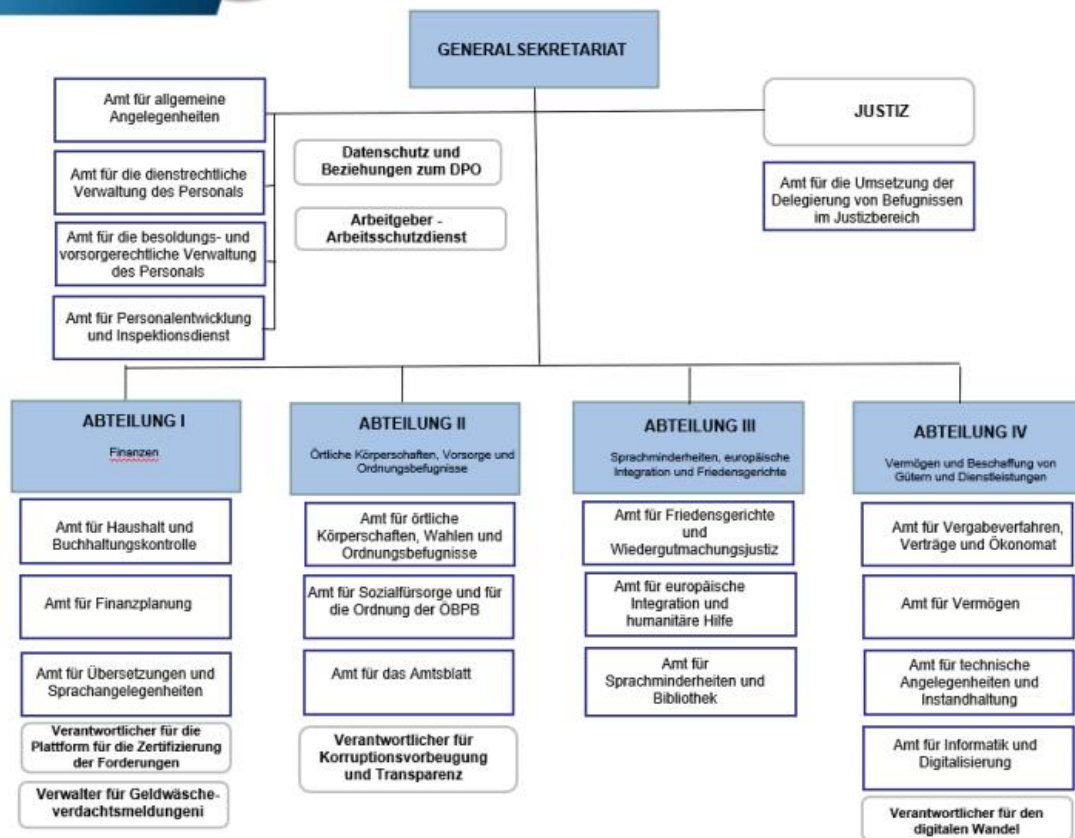 GENERALSEKRETARIAT
Amt für allgemeine
Angelegenheiten
JUSTIZ
Datenschutz und
Beziehungen zum DPO
Amt für die dienstrechtliche
Verwaltung des Personals
Amt für die Umsetzung der
Delegierung von Befugnissen
im Justizbereich
Arbeitgeber -
Arbeitsschutzdienst
Amt für die besoldungs- und
vorsorgerechtliche Verwaltung
des Personals
Amt für Personalentwicklung
und Inspektionsdienst
ABTEILUNG I
Finanzen
Amt für Haushalt und
Buchhaltungskontrolle
Amt für Finanzplanung
Amt für Übersetzungen und
Sprachangelegenheiten
Verantwortlicher für die
Plattform für die Zertifizierung
der Forderungen
Verwalter für Geldwäsche-
verdachtsmeldungeni
ABTEILUNG II
Örtliche Körperschaften, Vorsorge und
Ordnungsbefugnisse
Amt für örtliche
Körperschaften, Wahlen und
Ordnungsbefugnisse
Amt für Sozialfürsorge und für
die Ordnung der ÖBPB
Amt für das Amtsblatt
Verantwortlicher für
Korruptionsvorbeugung
und Transparenz
ABTEILUNG III
Sprachminderheiten, europäische
Integration und Friedensgerichte
Amt für Friedensgerichte
und
Wiedergutmachungsjustiz
Amt für europäische
Integration und
humanitäre Hilfe
Amt für
Sprachminderheiten und
Bibliothek
ABTEILUNG IV
Vermögen und Beschaffung von
Gütern und Dienstleistungen
Amt für Vergabeverfahren,
Verträge und Ökonomat
Amt für Vermögen
Amt für technische
Angelegenheiten und
Instandhaltung
Amt für Informatik und
Digitalisierung
Verantwortlicher für den
digitalen Wandel